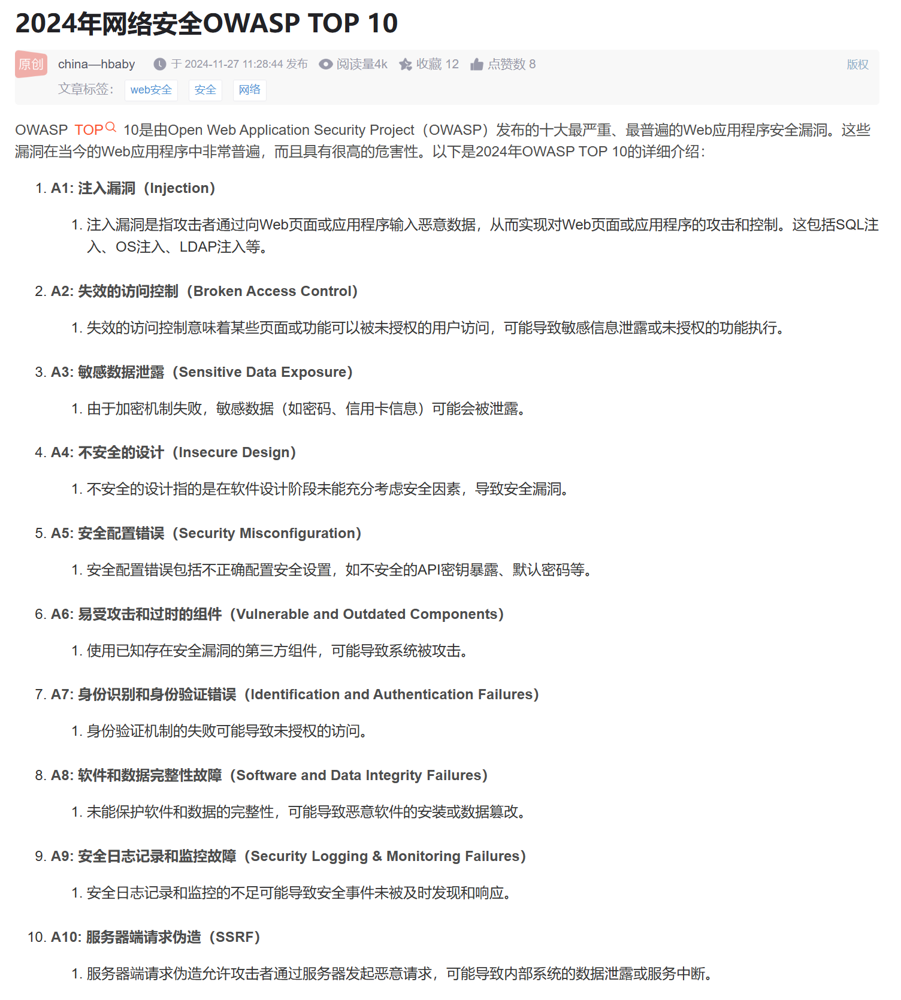 2024年网络安全OWASP TOP 10
原创 china—hbaby 于 2024-11-27 11:28:44 发布 阅读量4k 收藏 12 点赞数 8 版权
文章标签： web安全 安全 网络
OWASP TOP 10是由Open Web Application Security Project（OWASP）发布的十大最严重、最普遍的Web应用程序安全漏洞。这些
漏洞在当今的Web应用程序中非常普遍，而且具有很高的危害性。以下是2024年OWASP TOP 10的详细介绍：
1. A1: 注入漏洞（Injection）
1. 注入漏洞是指攻击者通过向Web页面或应用程序输入恶意数据，从而实现对Web页面或应用程序的攻击和控制。这包括SQL注
入、OS注入、LDAP注入等。
2. A2: 失效的访问控制（Broken Access Control）
1. 失效的访问控制意味着某些页面或功能可以被未授权的用户访问，可能导致敏感信息泄露或未授权的功能执行。
3. A3: 敏感数据泄露（Sensitive Data Exposure）
1. 由于加密机制失败，敏感数据（如密码、信用卡信息）可能会被泄露。
4. A4: 不安全的设计（Insecure Design）
1. 不安全的设计指的是在软件设计阶段未能充分考虑安全因素，导致安全漏洞。
5. A5: 安全配置错误（Security Misconfiguration）
1. 安全配置错误包括不正确配置安全设置，如不安全的API密钥暴露、默认密码等。
6. A6: 易受攻击和过时的组件（Vulnerable and Outdated Components）
1. 使用已知存在安全漏洞的第三方组件，可能导致系统被攻击。
7. A7: 身份识别和身份验证错误（Identification and Authentication Failures）
1. 身份验证机制的失败可能导致未授权的访问。
8. A8: 软件和数据完整性故障（Software and Data Integrity Failures）
1. 未能保护软件和数据的完整性，可能导致恶意软件的安装或数据篡改。
9. A9: 安全日志记录和监控故障（Security Logging & Monitoring Failures）
1. 安全日志记录和监控的不足可能导致安全事件未被及时发现和响应。
10. A10: 服务器端请求伪造（SSRF）
1. 服务器端请求伪造允许攻击者通过服务器发起恶意请求，可能导致内部系统的数据泄露或服务中断。